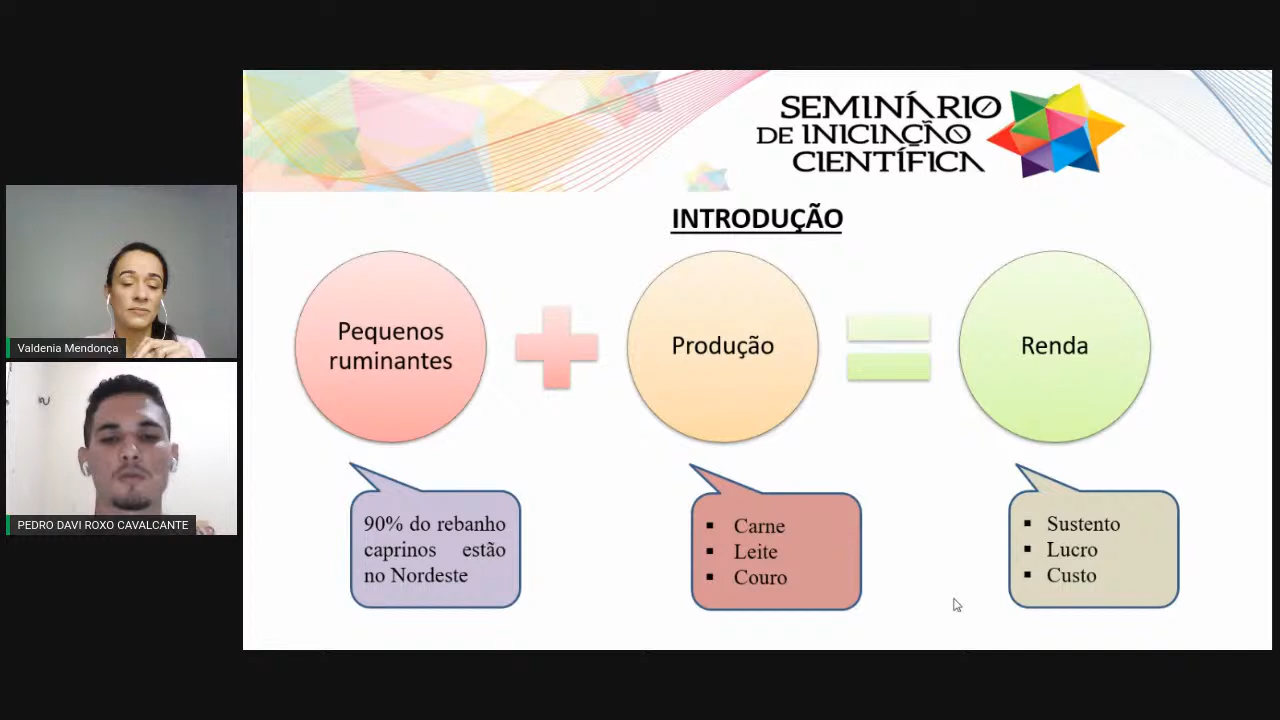 SEMINÁRIO
DE INICIAÇÃO
CIENTÍFICA
INTRODUÇÃO
Pequenos
ruminantes
Produção
Renda
90% do rebanho
caprinos estão
no Nordeste
▪ Carne
▪ Leite
▪ Couro
▪ Sustento
▪ Lucro
▪ Custo
Valdenia Mendonça
PEDRO DAVI ROXO CAVALCANTE